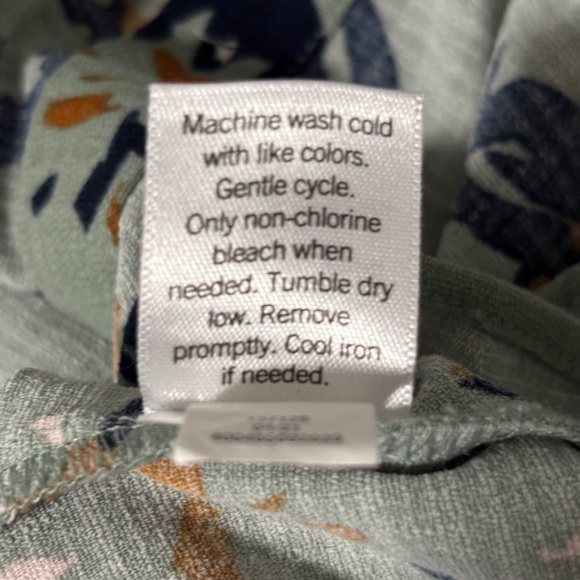 Machine wash cold
with like colors.
Gentle cycle.
Only non-chlorine
bleach when
needed. Tumble dry
low. Remove
promptly. Cool iron
if needed.